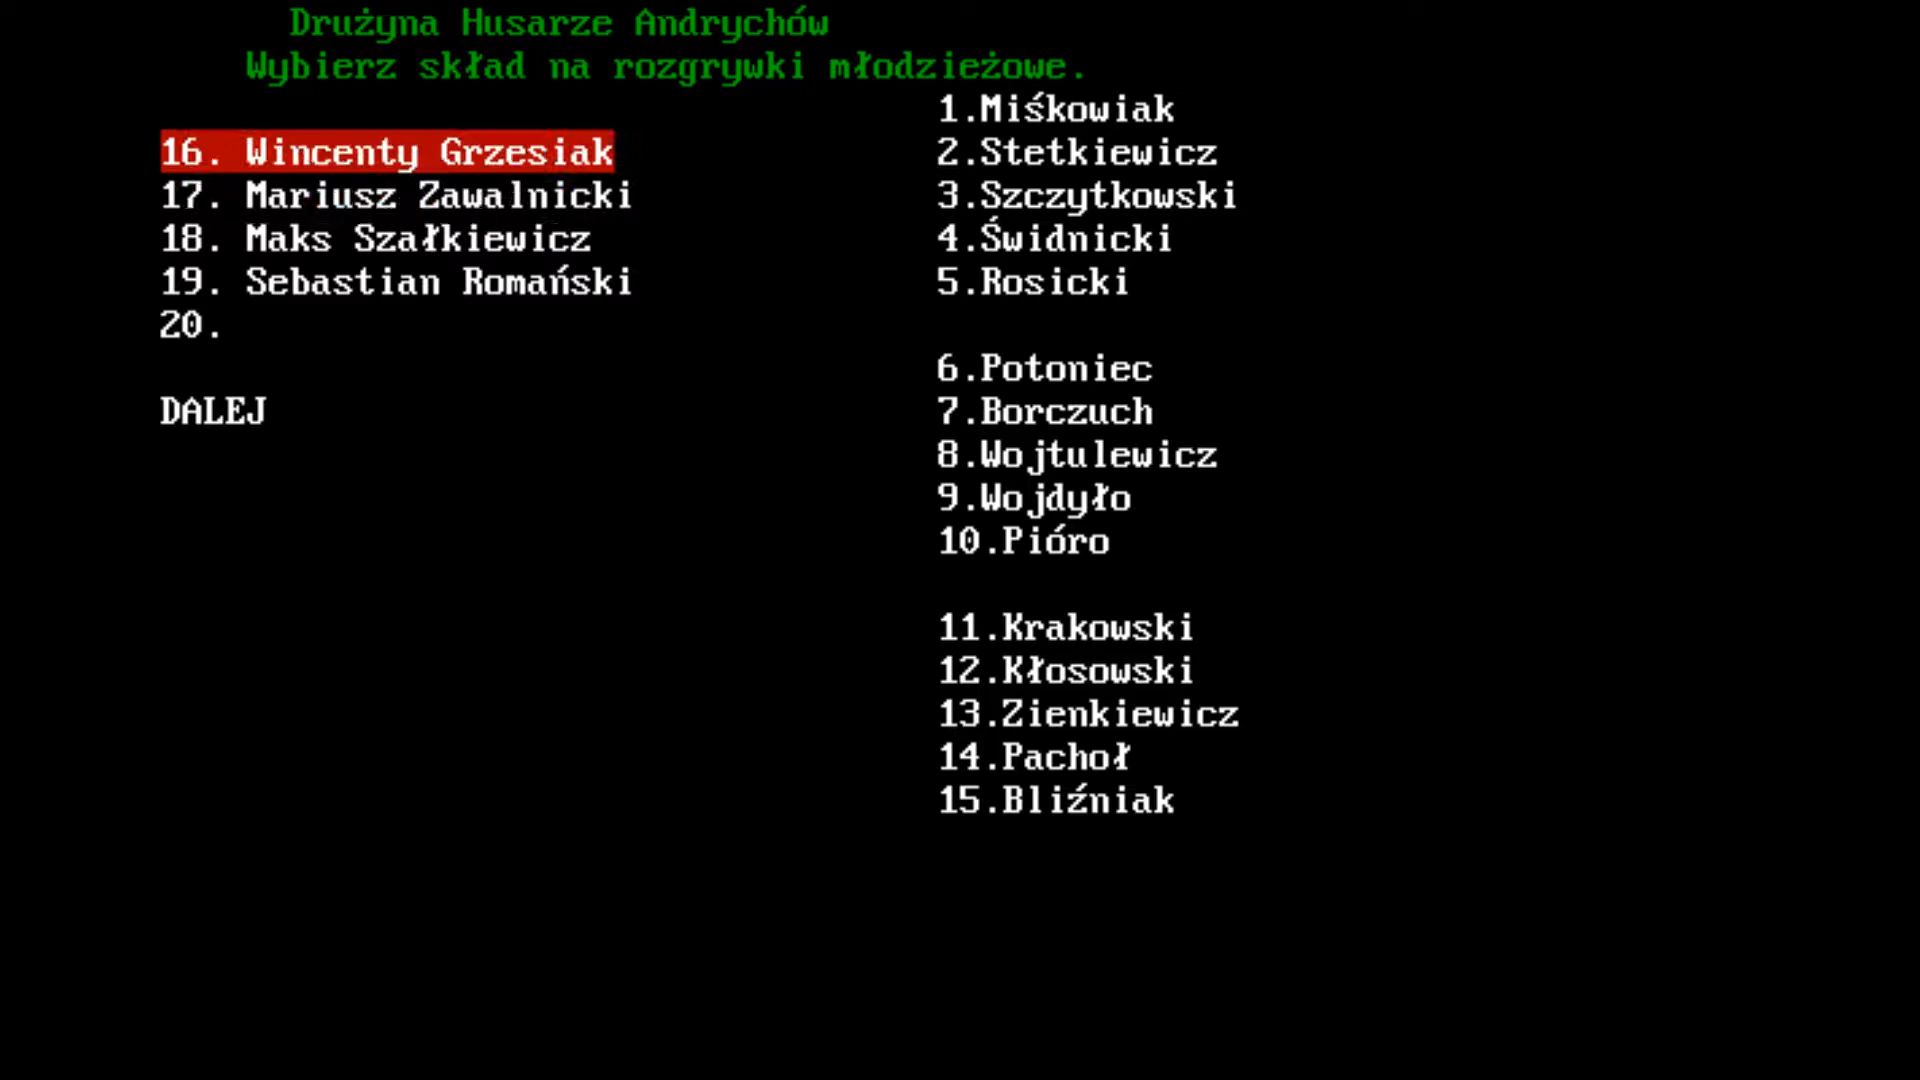 Drużyna Husarze Andrychów
Wybierz skład na rozgrywki młodzieżowe.
16. Wincenty Grzesiak
17. Mariusz Zawalnicki
18. Maks Szałkiewicz
19. Sebastian Romański
20.
DALEJ
1.Miśkowiak
2.Stetkiewicz
3.Szczytkowski
4.Świdnicki
5.Rosicki
6.Potoniec
7.Borczuch
8.Wojtulewicz
9.Wojdyło
10.Pióro
11.Krakowski
12.Kłosowski
13.Zienkiewicz
14.Pachoł
15.Bliźniak